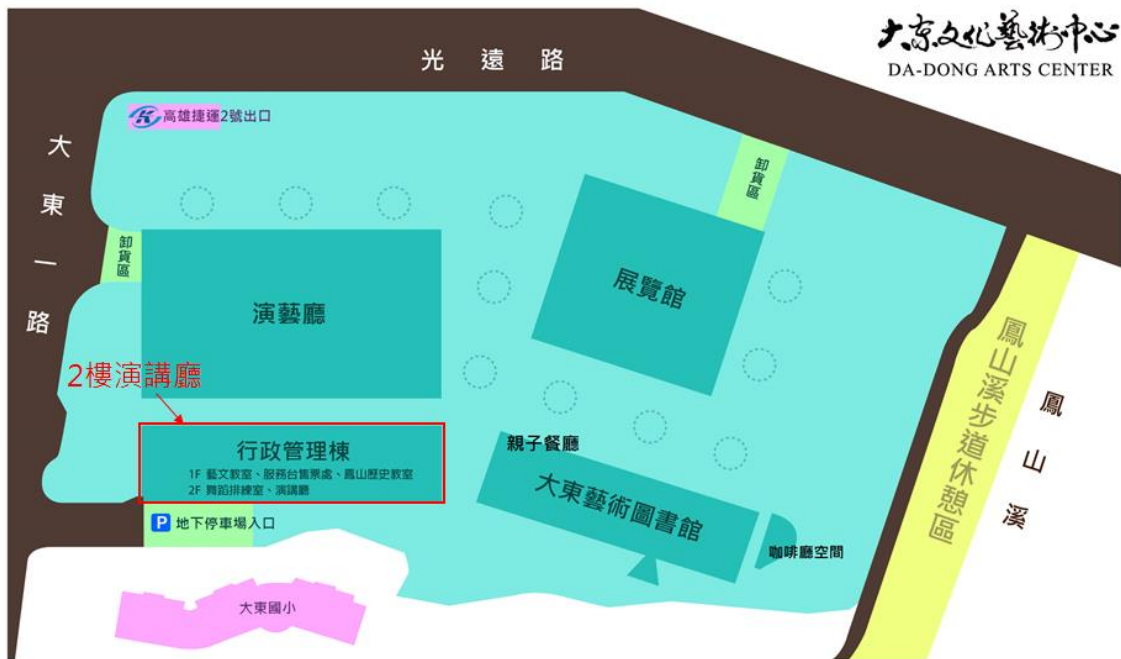 大東文化藝術中心
DA-DONG ARTS CENTER
光遠路
高雄捷運2號出口
大東一路
卸貨區
卸貨區
演藝廳
展覽館
2樓演講廳
行政管理棟
1F 藝文教室、服務台售票處、鳳山歷史教室
2F 舞蹈排練室、演講廳
親子餐廳
大東藝術圖書館
咖啡廳空間
P 地下停車場入口
大東國小
鳳山溪步道休憩區
鳳山溪